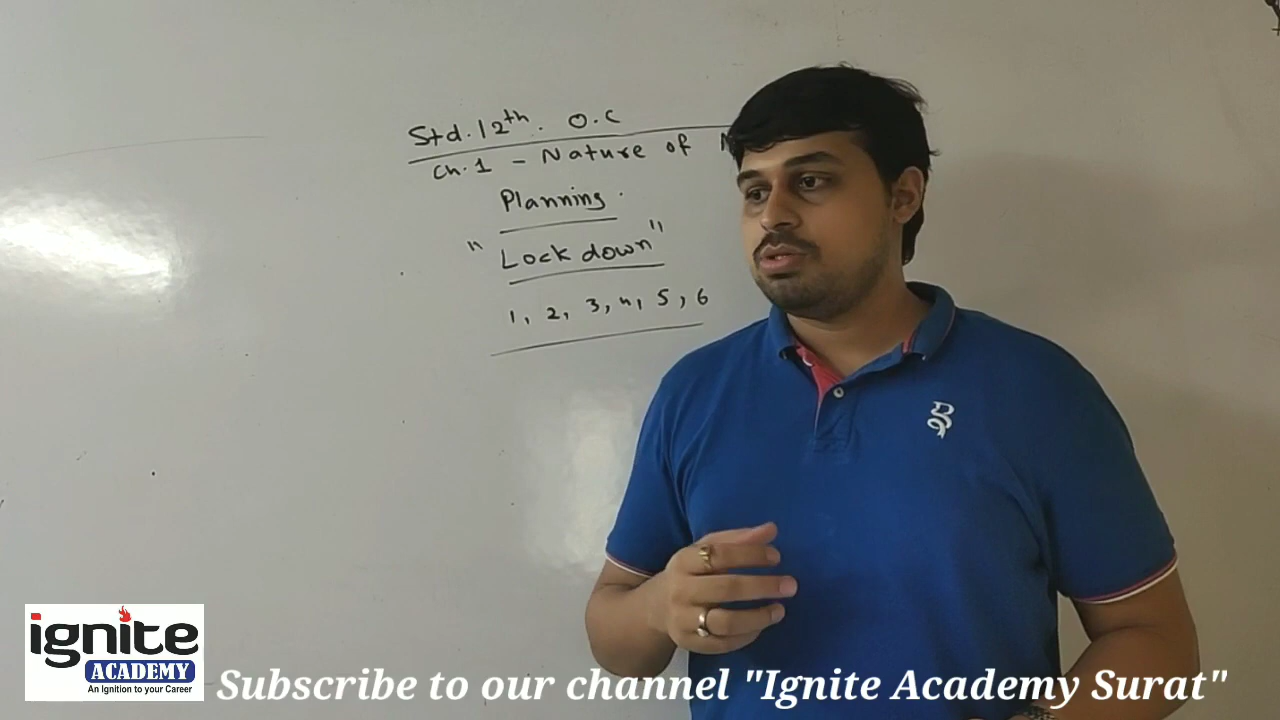 Std. 12th. O.C
Ch.1 - Nature of
Planning.
"Lock down"
1, 2, 3, 4, 5, 6
ignite
ACADEMY
An Ignition to your Career
Subscribe to our channel "Ignite Academy Surat"